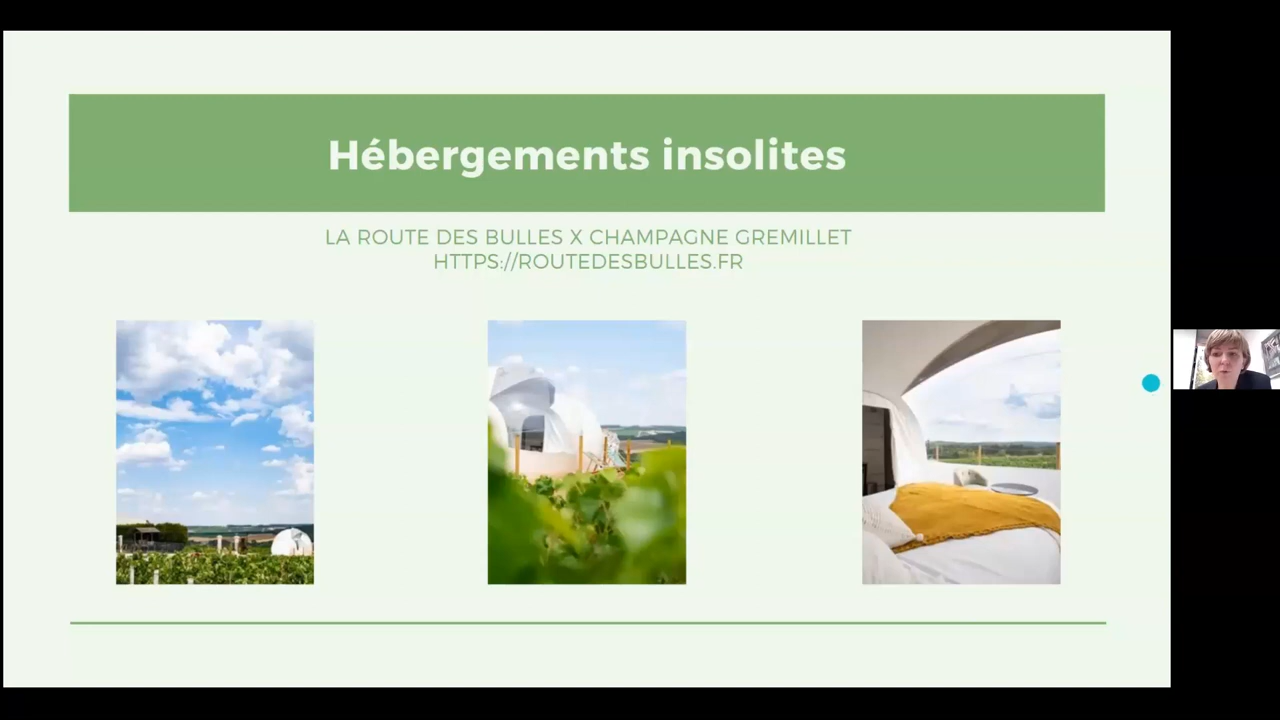 Hébergements insolites
LA ROUTE DES BULLES X CHAMPAGNE GREMILLET
HTTPS://ROUTEDESBULLES.FR